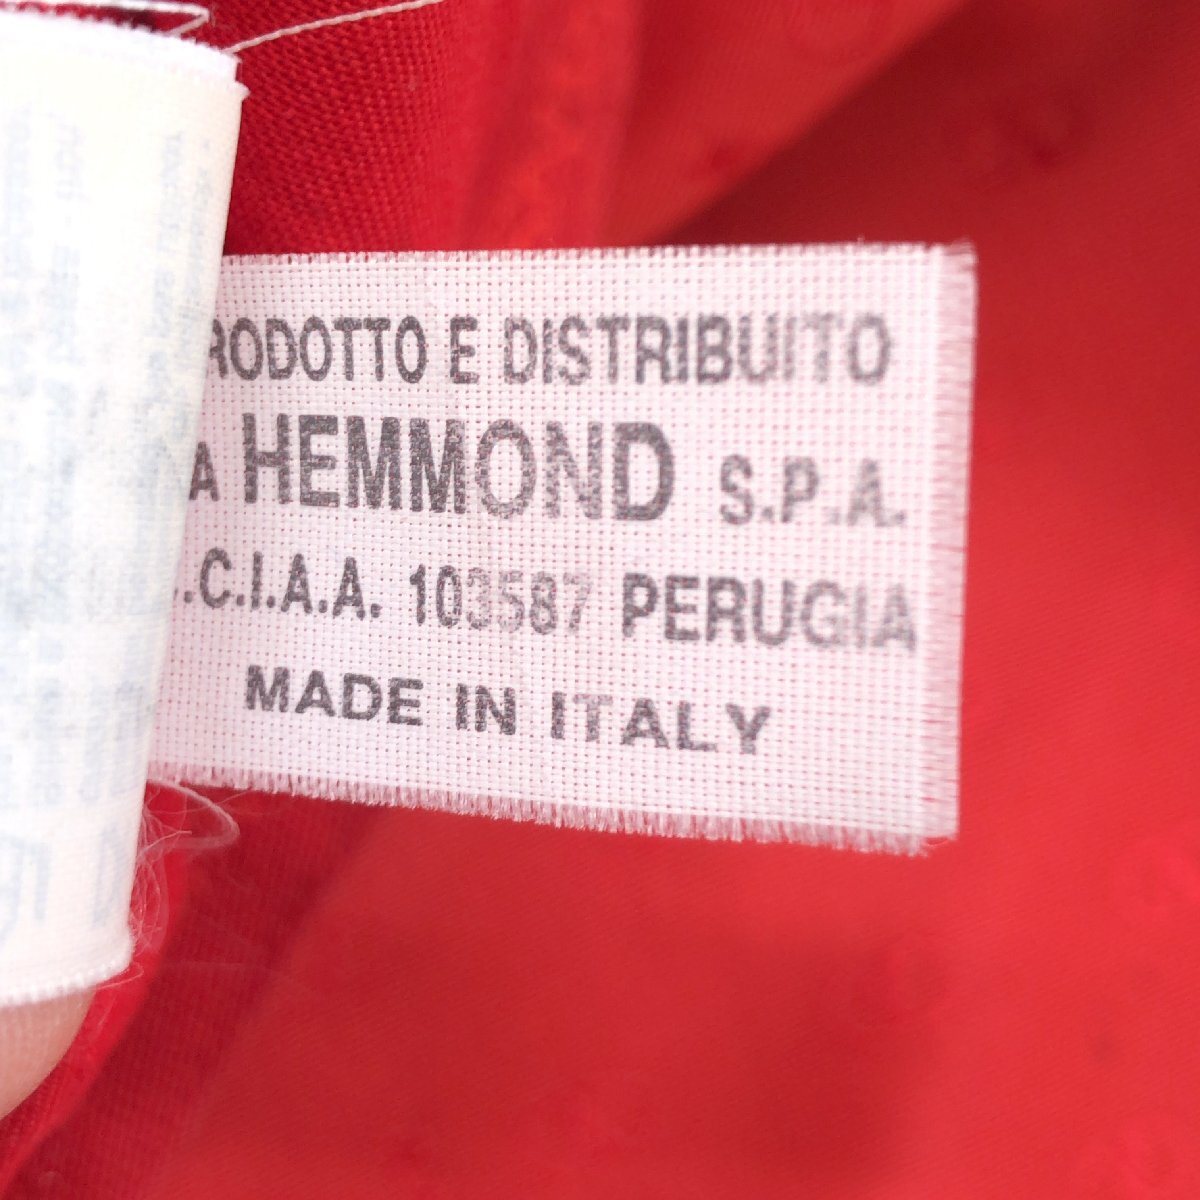 RODOTTO E DISTRIBUITO
A HEMMOND S.P.A.
.C.I.A.A. 103587 PERUGIA
MADE IN ITALY